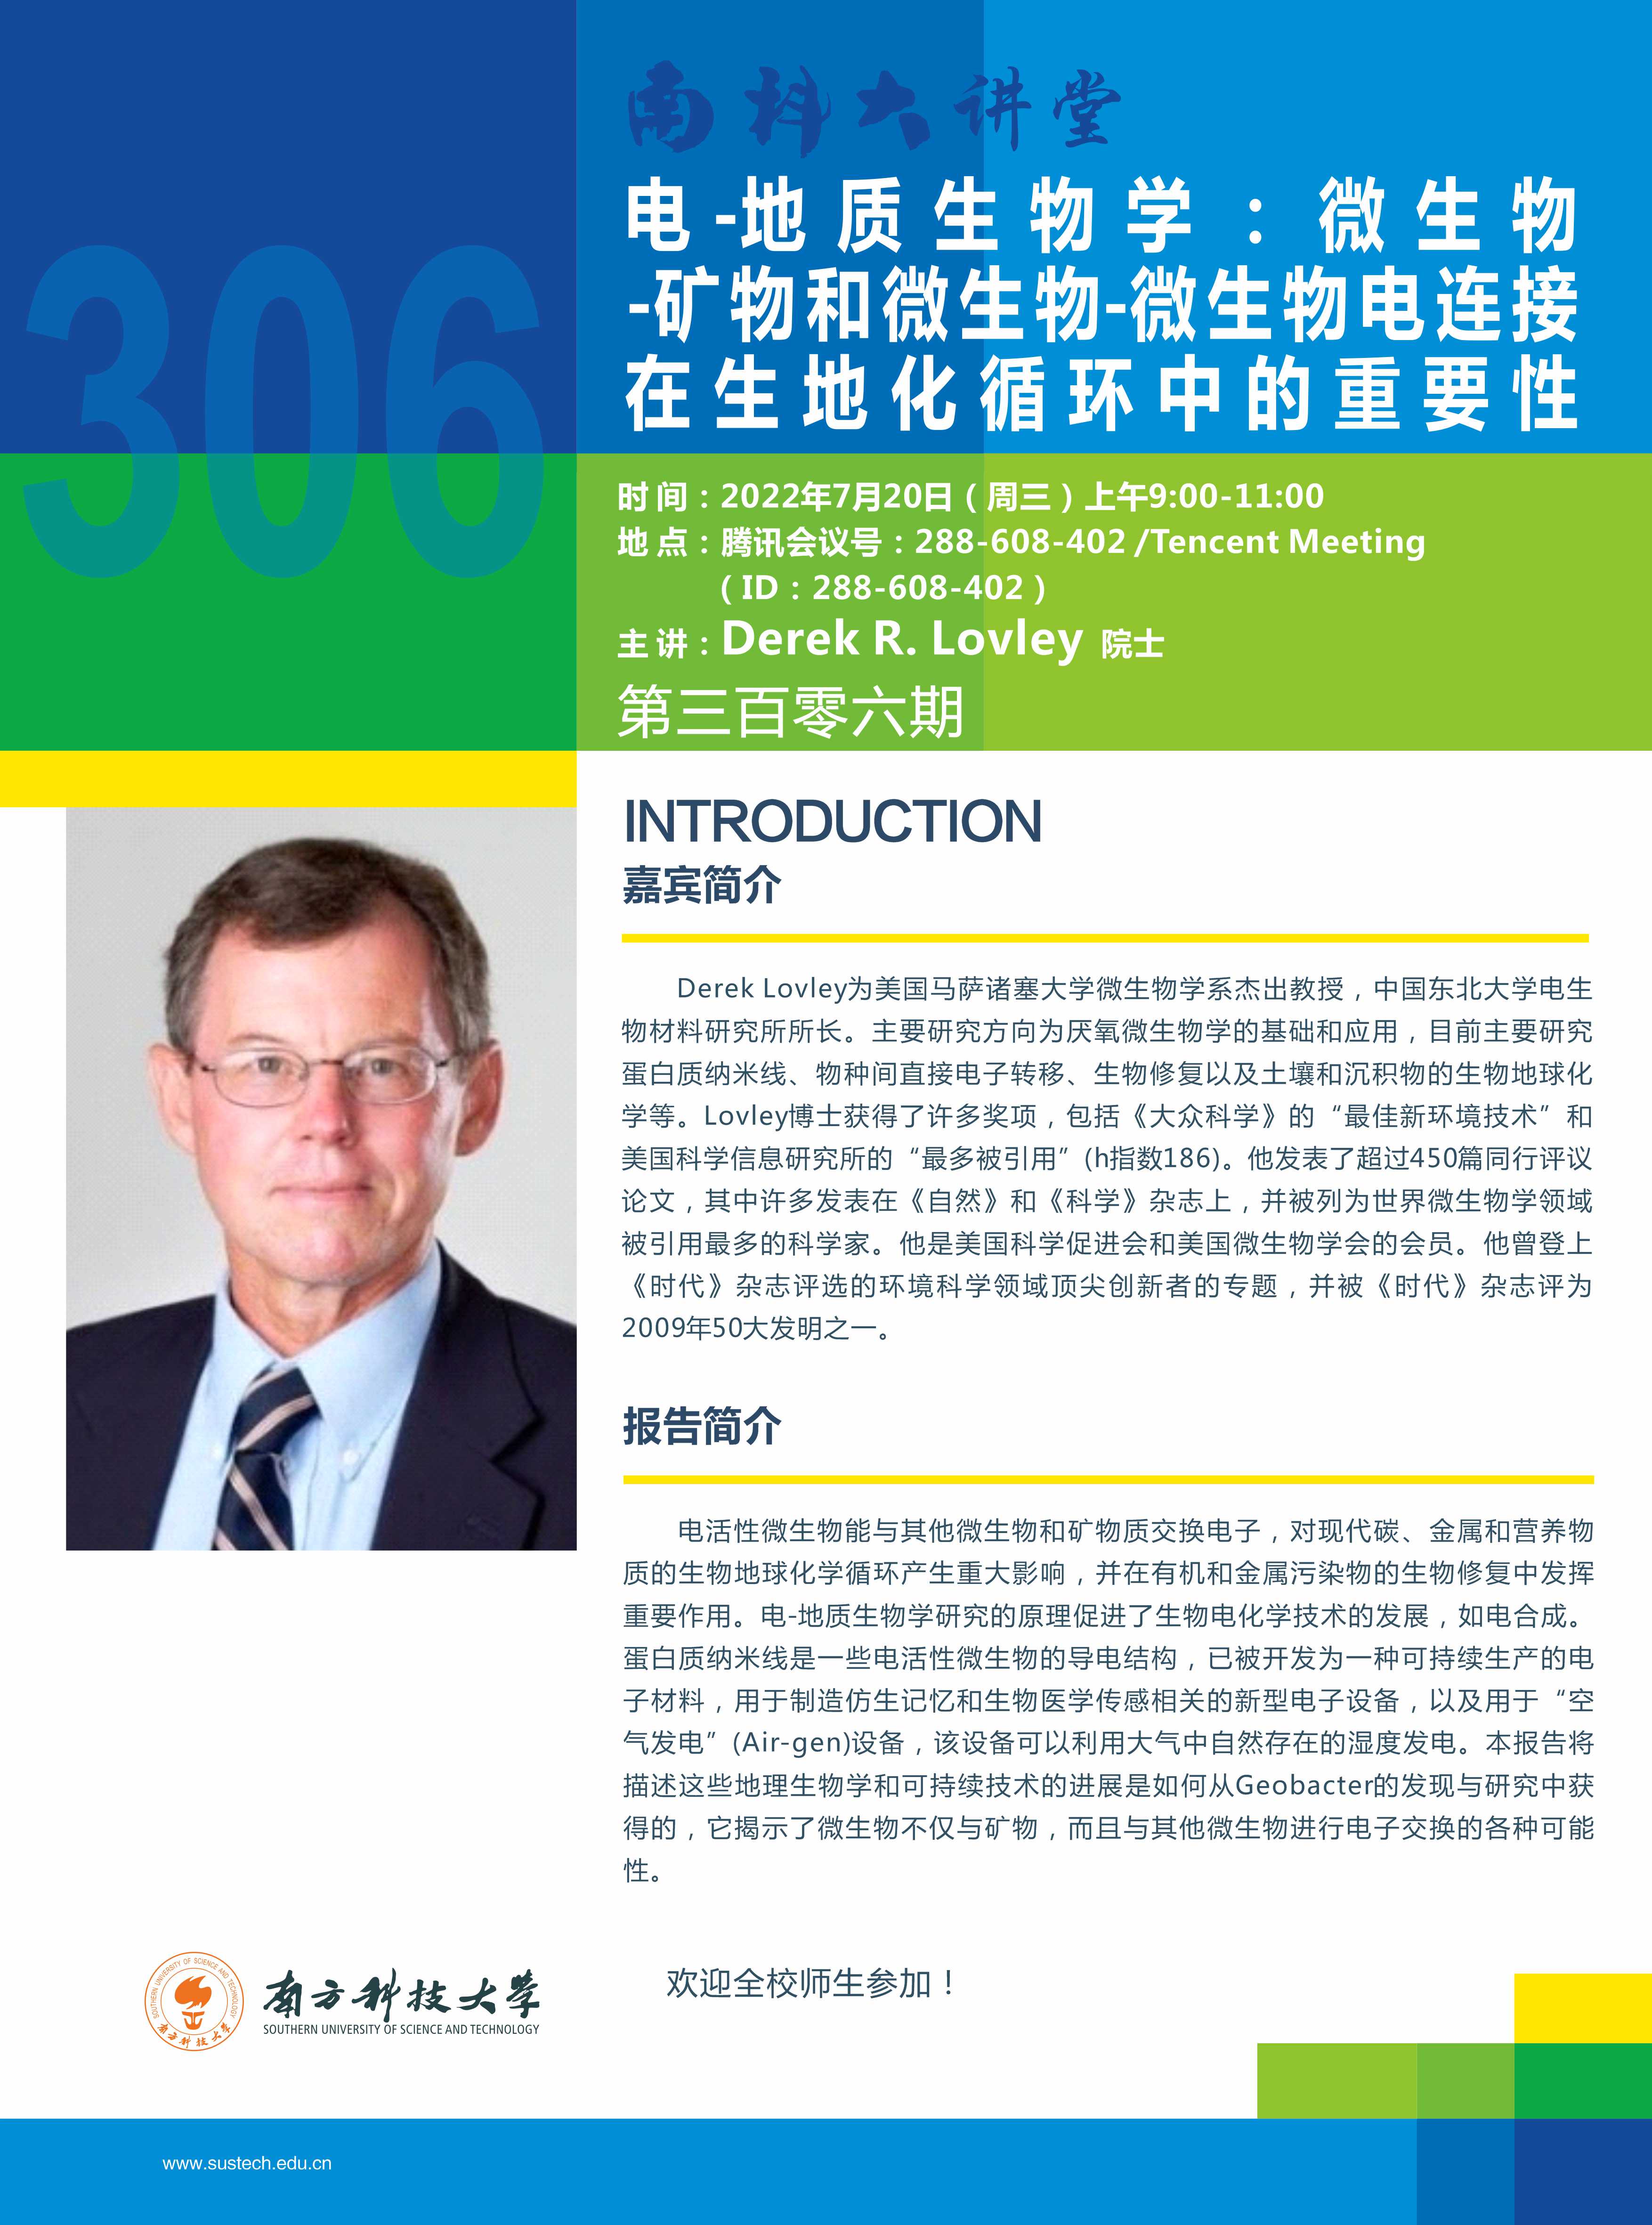 南科大讲堂
306
电-地质生物学：微生物
-矿物和微生物-微生物电连接
在生地化循环中的重要性
时 间：2022年7月20日（周三）上午9:00-11:00
地 点：腾讯会议号：288-608-402 /Tencent Meeting
（ID：288-608-402）
主 讲：Derek R. Lovley 院士
第三百零六期
INTRODUCTION
嘉宾简介
Derek Lovley为美国马萨诸塞大学微生物学系杰出教授，中国东北大学电生
物材料研究所所长。主要研究方向为厌氧微生物学的基础和应用，目前主要研究
蛋白质纳米线、物种间直接电子转移、生物修复以及土壤和沉积物的生物地球化
学等。Lovley博士获得了许多奖项，包括《大众科学》的“最佳新环境技术”和
美国科学信息研究所的“最多被引用”(h指数186)。他发表了超过450篇同行评议
论文，其中许多发表在《自然》和《科学》杂志上，并被列为世界微生物学领域
被引用最多的科学家。他是美国科学促进会和美国微生物学会的会员。他曾登上
《时代》杂志评选的环境科学领域顶尖创新者的专题，并被《时代》杂志评为
2009年50大发明之一。
报告简介
电活性微生物能与其他微生物和矿物质交换电子，对现代碳、金属和营养物
质的生物地球化学循环产生重大影响，并在有机和金属污染物的生物修复中发挥
重要作用。电-地质生物学研究的原理促进了生物电化学技术的发展，如电合成。
蛋白质纳米线是一些电活性微生物的导电结构，已被开发为一种可持续生产的电
子材料，用于制造仿生记忆和生物医学传感相关的新型电子设备，以及用于“空
气发电”(Air-gen)设备，该设备可以利用大气中自然存在的湿度发电。本报告将
描述这些地理生物学和可持续技术的进展是如何从Geobacter的发现与研究中获
得的，它揭示了微生物不仅与矿物，而且与其他微生物进行电子交换的各种可能
性。
欢迎全校师生参加！
SOUTHERN UNIVERSITY OF SCIENCE AND TECHNOLOGY
南方科技大学
南方科技大学
SOUTHERN UNIVERSITY OF SCIENCE AND TECHNOLOGY
www.sustech.edu.cn